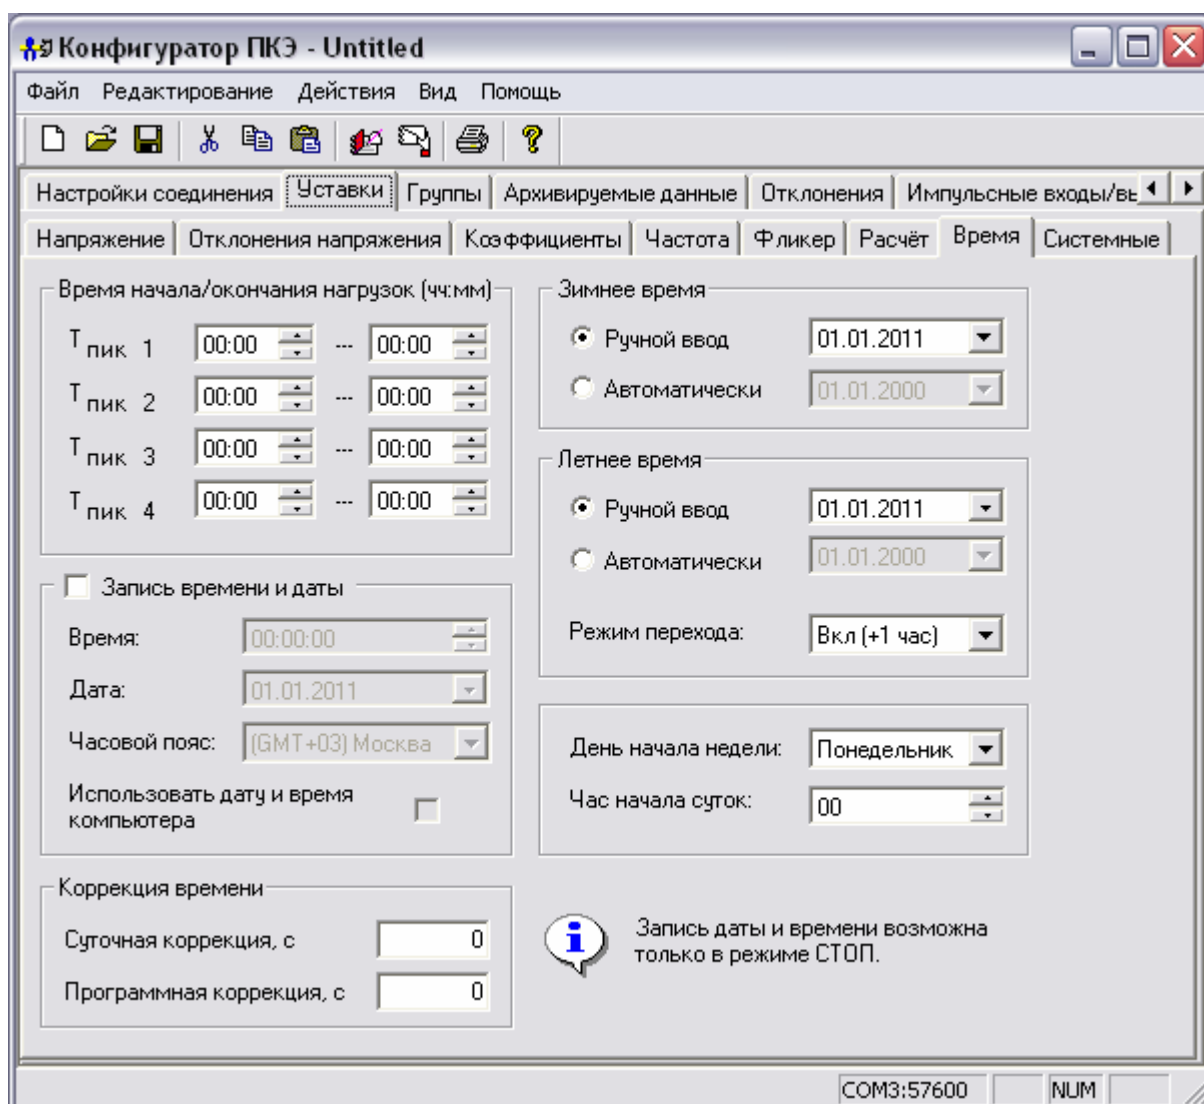 Конфигуратор ПКЭ - Untitled
Файл Редактирование Действия Вид Помощь
Настройки соединения Уставки Группы Архивируемые данные Отклонения Импульсные входы/вы
Напряжение Отклонения напряжения Коэффициенты Частота Фликер Расчёт Время Системные
Время начала/окончания нагрузок (чч:мм)
T пик 1 00:00 --- 00:00
T пик 2 00:00 --- 00:00
T пик 3 00:00 --- 00:00
T пик 4 00:00 --- 00:00
Запись времени и даты
Время: 00:00:00
Дата: 01.01.2011
Часовой пояс: (GMT+03) Москва
Использовать дату и время
компьютера
Коррекция времени
Суточная коррекция, с 0
Программная коррекция, с 0
Зимнее время
Ручной ввод 01.01.2011
Автоматически 01.01.2000
Летнее время
Ручной ввод 01.01.2011
Автоматически 01.01.2000
Режим перехода: Вкл (+1 час)
День начала недели: Понедельник
Час начала суток: 00
Запись даты и времени возможна
только в режиме СТОП.
COM3:57600 NUM